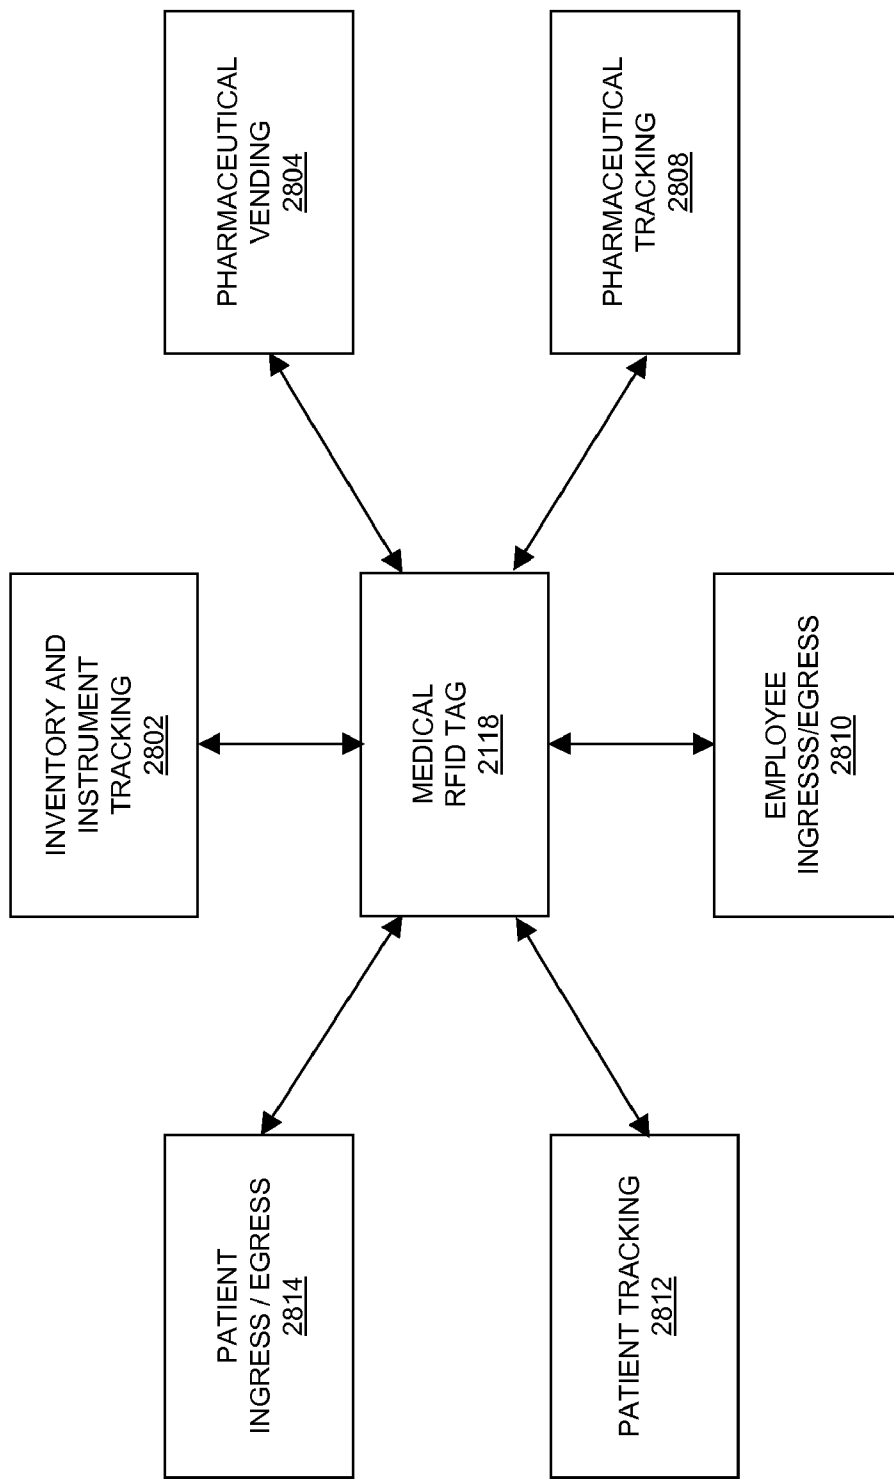 INVENTORY AND
INSTRUMENT
TRACKING
2802
PATIENT
INGRESS / EGRESS
2814
PHARMACEUTICAL
VENDING
2804
MEDICAL
RFID TAG
2118
PATIENT TRACKING
2812
PHARMACEUTICAL
TRACKING
2808
EMPLOYEE
INGRESSS/EGRESS
2810